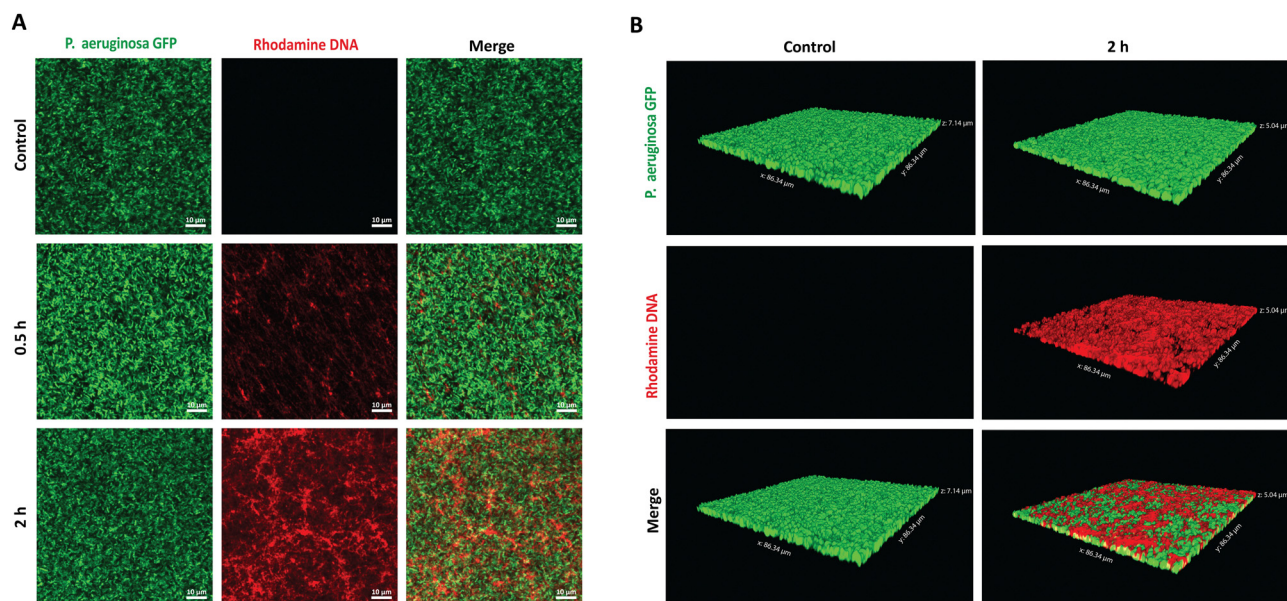 A
P. aeruginosa GFP
Rhodamine DNA
Merge
Control
10 µm
10 µm
10 µm
0.5 h
10 µm
10 µm
10 µm
2 h
10 µm
10 µm
10 µm
B
Control
2 h
P. aeruginosa GFP
z: 7.14 µm
y: 86.34 µm
x: 86.34 µm
z: 5.04 µm
y: 86.34 µm
x: 86.34 µm
Rhodamine DNA
z: 5.04 µm
y: 86.34 µm
x: 86.34 µm
Merge
z: 7.14 µm
y: 86.34 µm
x: 86.34 µm
z: 5.04 µm
y: 86.34 µm
x: 86.34 µm